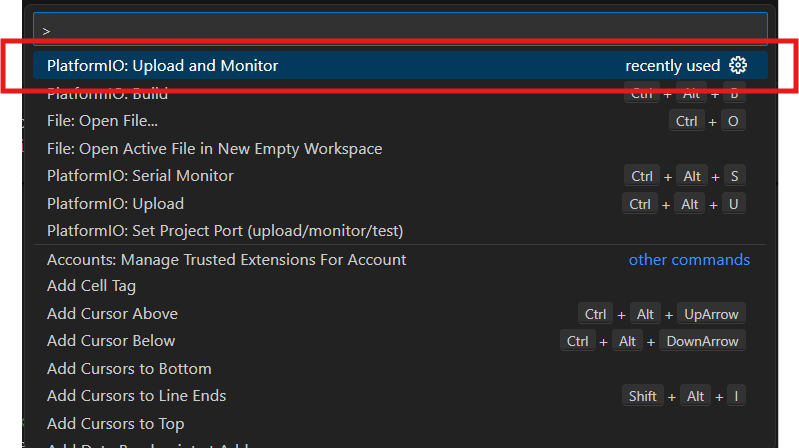 >
PlatformIO: Upload and Monitor recently used
PlatformIO: Build Ctrl + Alt + B
File: Open File... Ctrl + O
File: Open Active File in New Empty Workspace
PlatformIO: Serial Monitor Ctrl + Alt + S
PlatformIO: Upload Ctrl + Alt + U
PlatformIO: Set Project Port (upload/monitor/test)
Accounts: Manage Trusted Extensions For Account other commands
Add Cell Tag
Add Cursor Above Ctrl + Alt + UpArrow
Add Cursor Below Ctrl + Alt + DownArrow
Add Cursors to Bottom
Add Cursors to Line Ends Shift + Alt + I
Add Cursors to Top